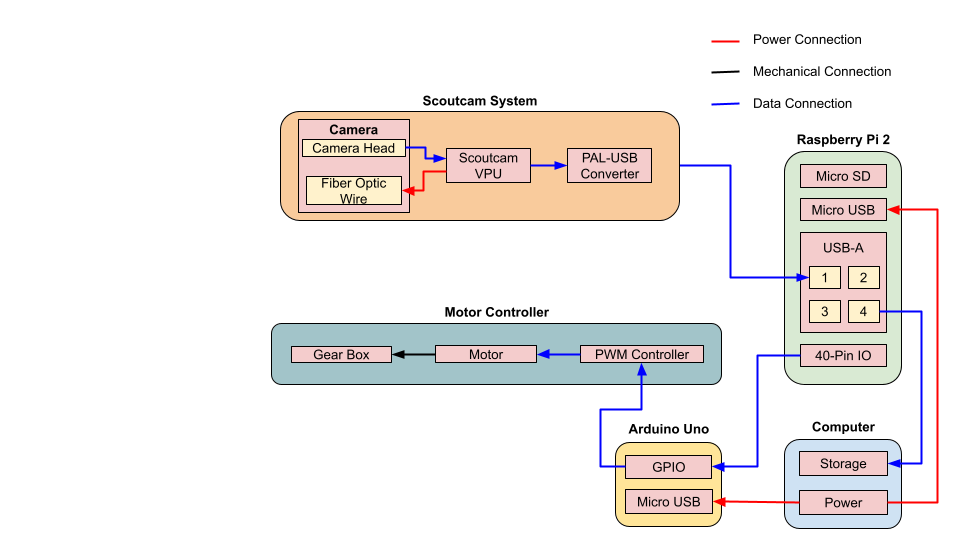 Power Connection
Mechanical Connection
Data Connection
Scoutcam System
Camera
Camera Head
Fiber Optic
Wire
Scoutcam
VPU
PAL-USB
Converter
Raspberry Pi 2
Micro SD
Micro USB
USB-A
1
2
3
4
40-Pin IO
Motor Controller
Gear Box
Motor
PWM Controller
Arduino Uno
GPIO
Micro USB
Computer
Storage
Power